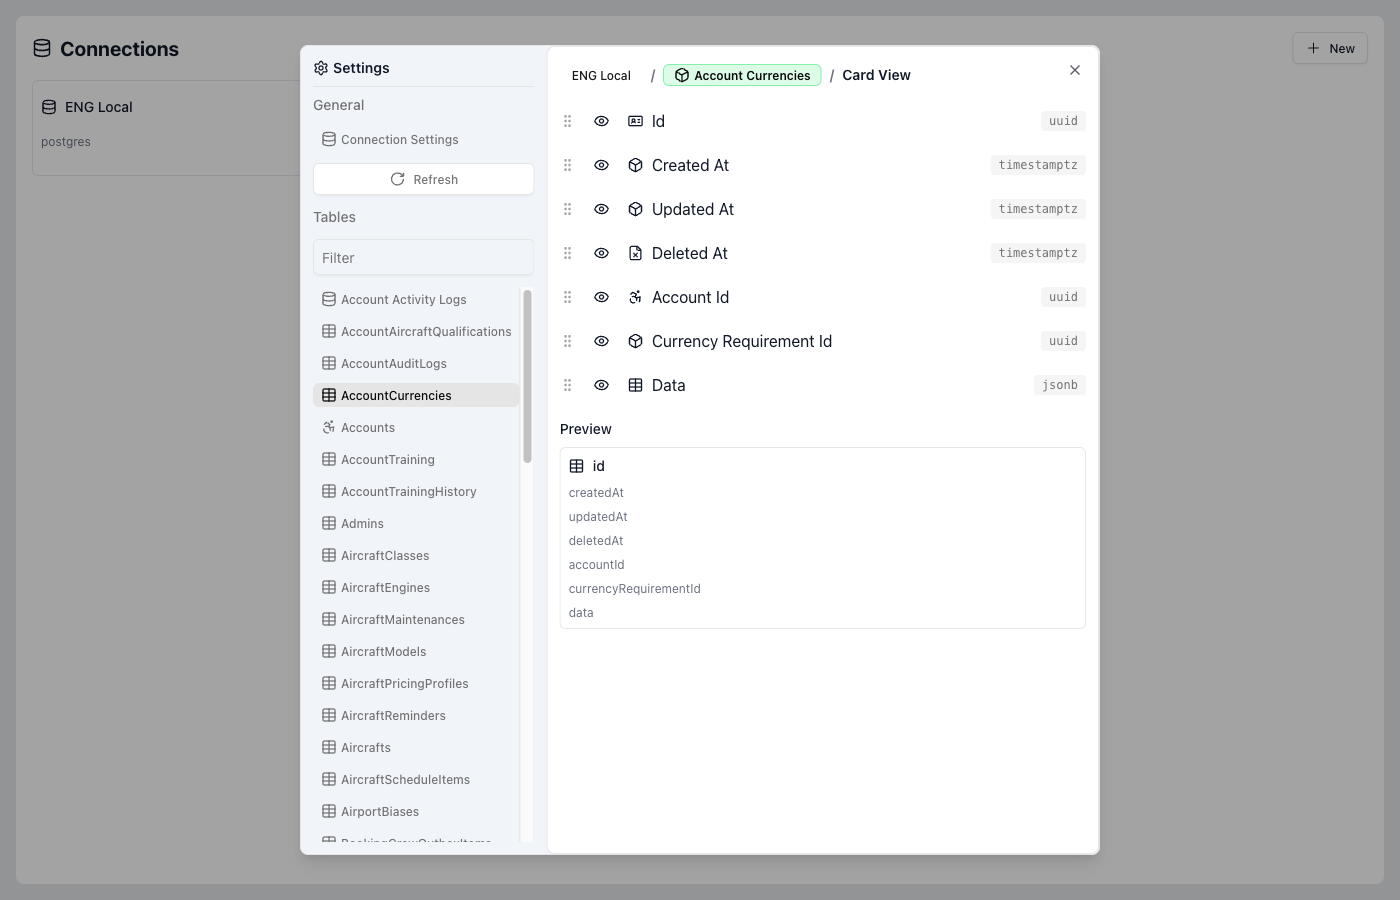 Connections
New
ENG Local
postgres
Settings
General
Connection Settings
Refresh
Tables
Filter
Account Activity Logs
AccountAircraftQualifications
AccountAuditLogs
AccountCurrencies
Accounts
AccountTraining
AccountTrainingHistory
Admins
AircraftClasses
AircraftEngines
AircraftMaintenances
AircraftModels
AircraftPricingProfiles
AircraftReminders
Aircrafts
AircraftScheduleItems
AirportBiases
ENG Local / Account Currencies / Card View
Id uuid
Created At timestamptz
Updated At timestamptz
Deleted At timestamptz
Account Id uuid
Currency Requirement Id uuid
Data jsonb
Preview
id
createdAt
updatedAt
deletedAt
accountId
currencyRequirementId
data